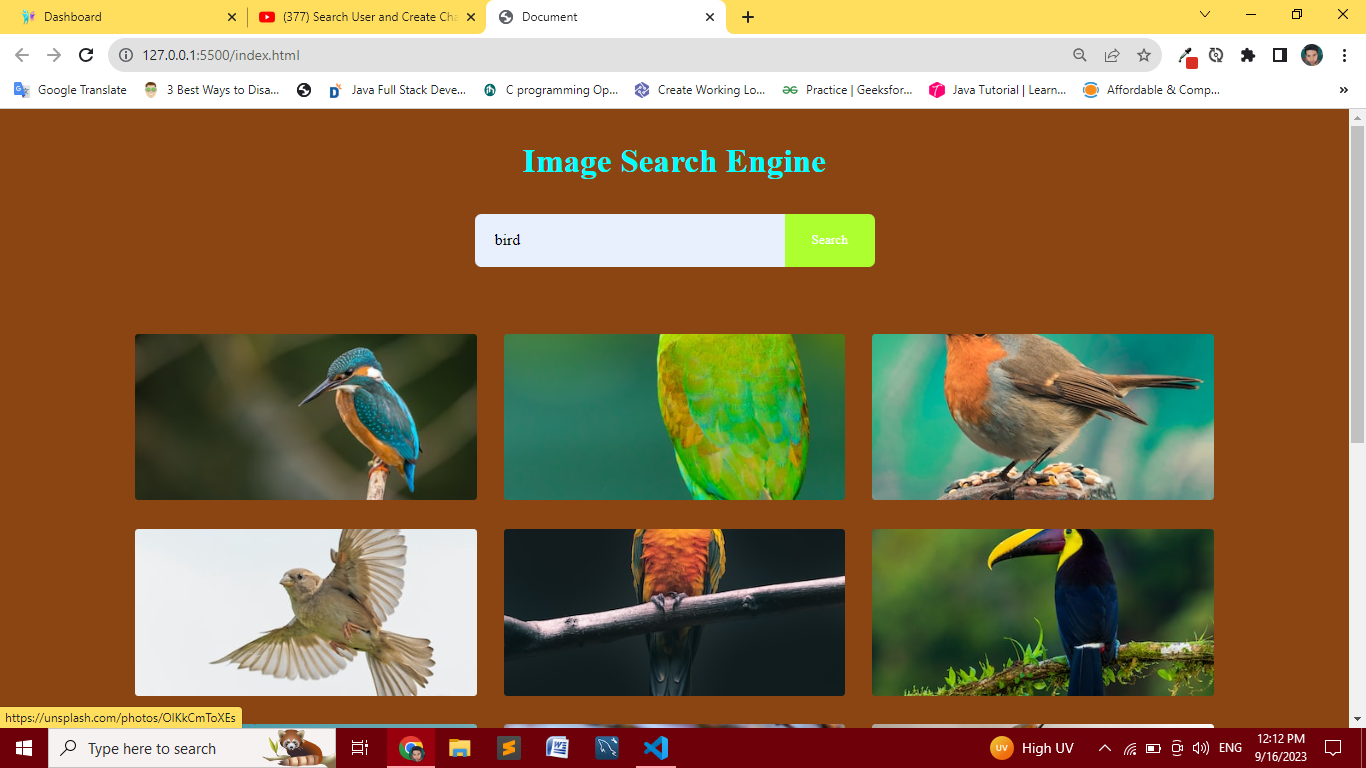 Dashboard
(377) Search User and Create Cha
Document
127.0.0.1:5500/index.html
Google Translate
3 Best Ways to Disa...
Java Full Stack Deve...
C programming Op...
Create Working Lo...
Practice | Geeksfor...
Java Tutorial | Learn...
Affordable & Comp...
»
Image Search Engine
bird
Search
https://unsplash.com/photos/OlKkCmToXEs
Type here to search
UV
High UV
ENG
12:12 PM
9/16/2023